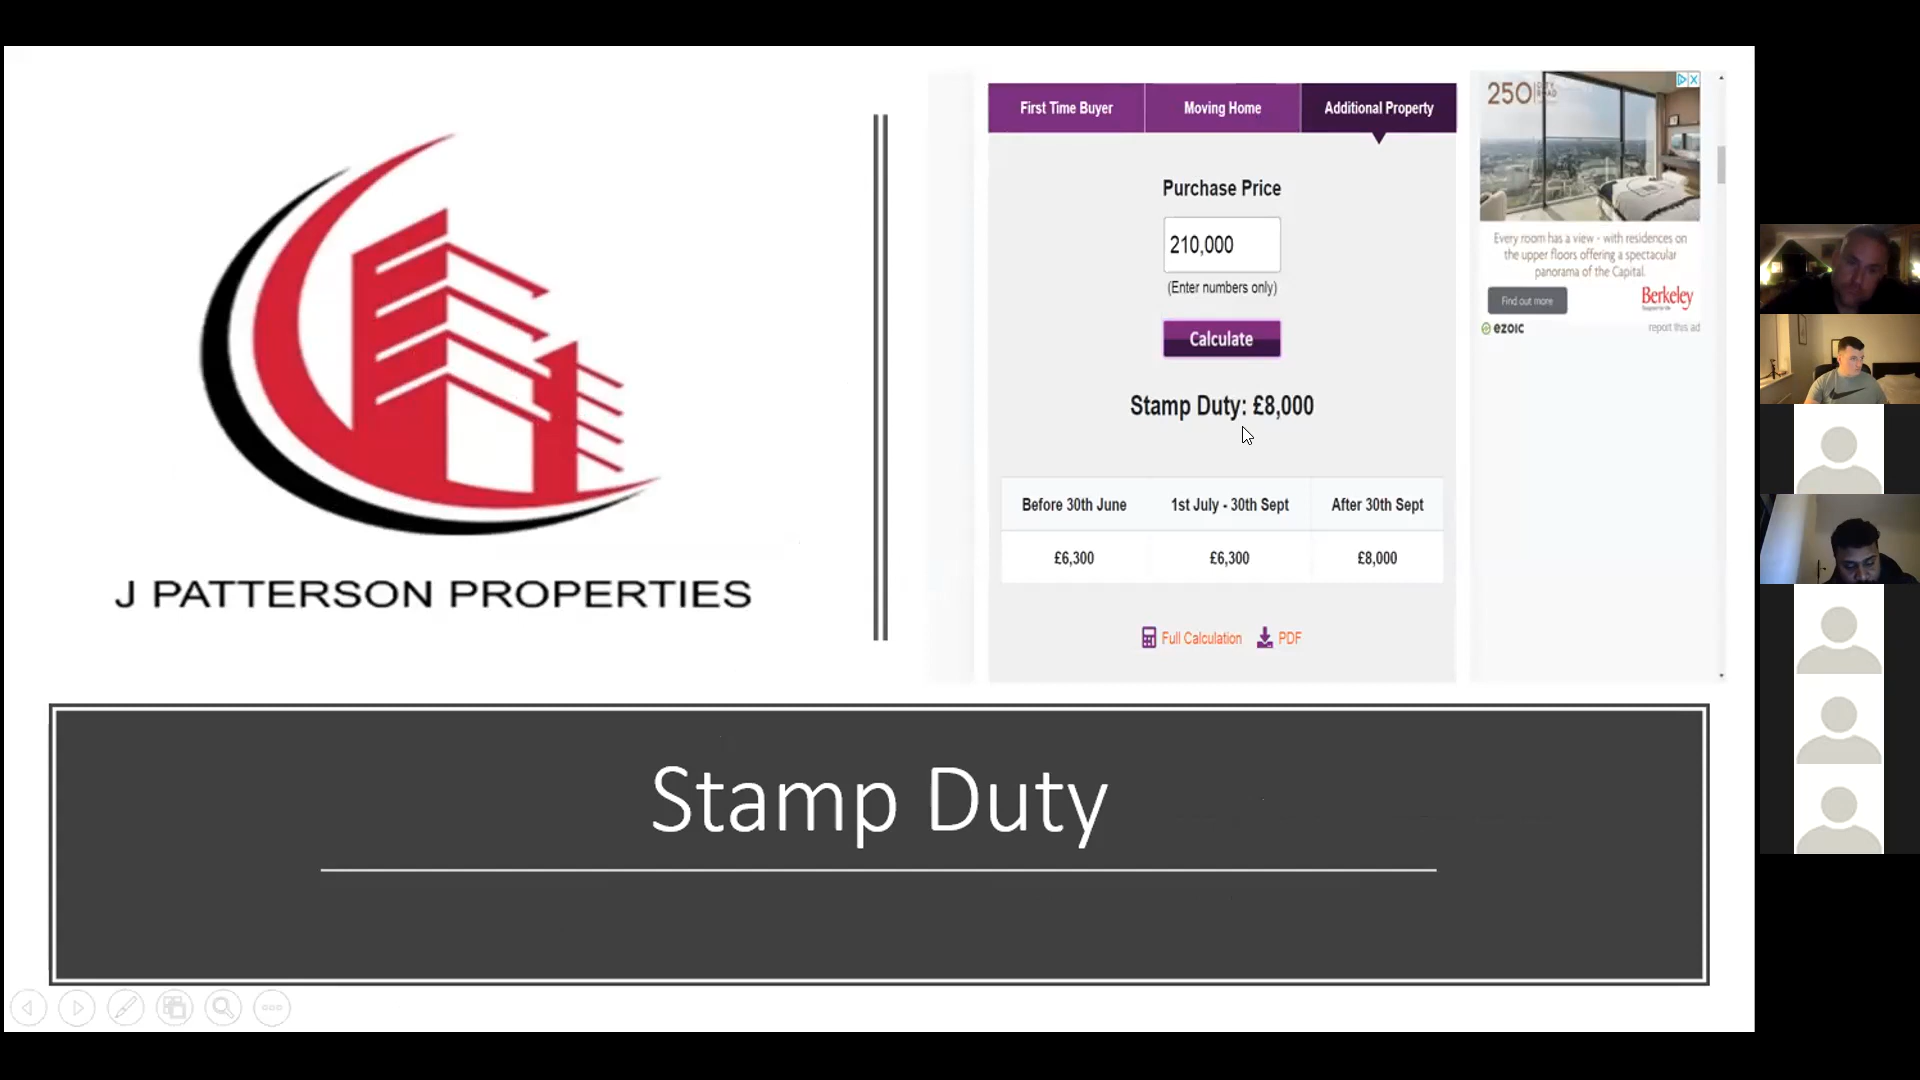 J PATTERSON PROPERTIES
First Time Buyer
Moving Home
Additional Property
Purchase Price
210,000
(Enter numbers only)
Calculate
Stamp Duty: £8,000
Before 30th June
1st July - 30th Sept
After 30th Sept
£6,300
£6,300
£8,000
Full Calculation
PDF
250
Every room has a view - with residences on
the upper floors offering a spectacular
panorama of the Capital.
Find out more
Berkeley
ezoic
report this ad
Stamp Duty